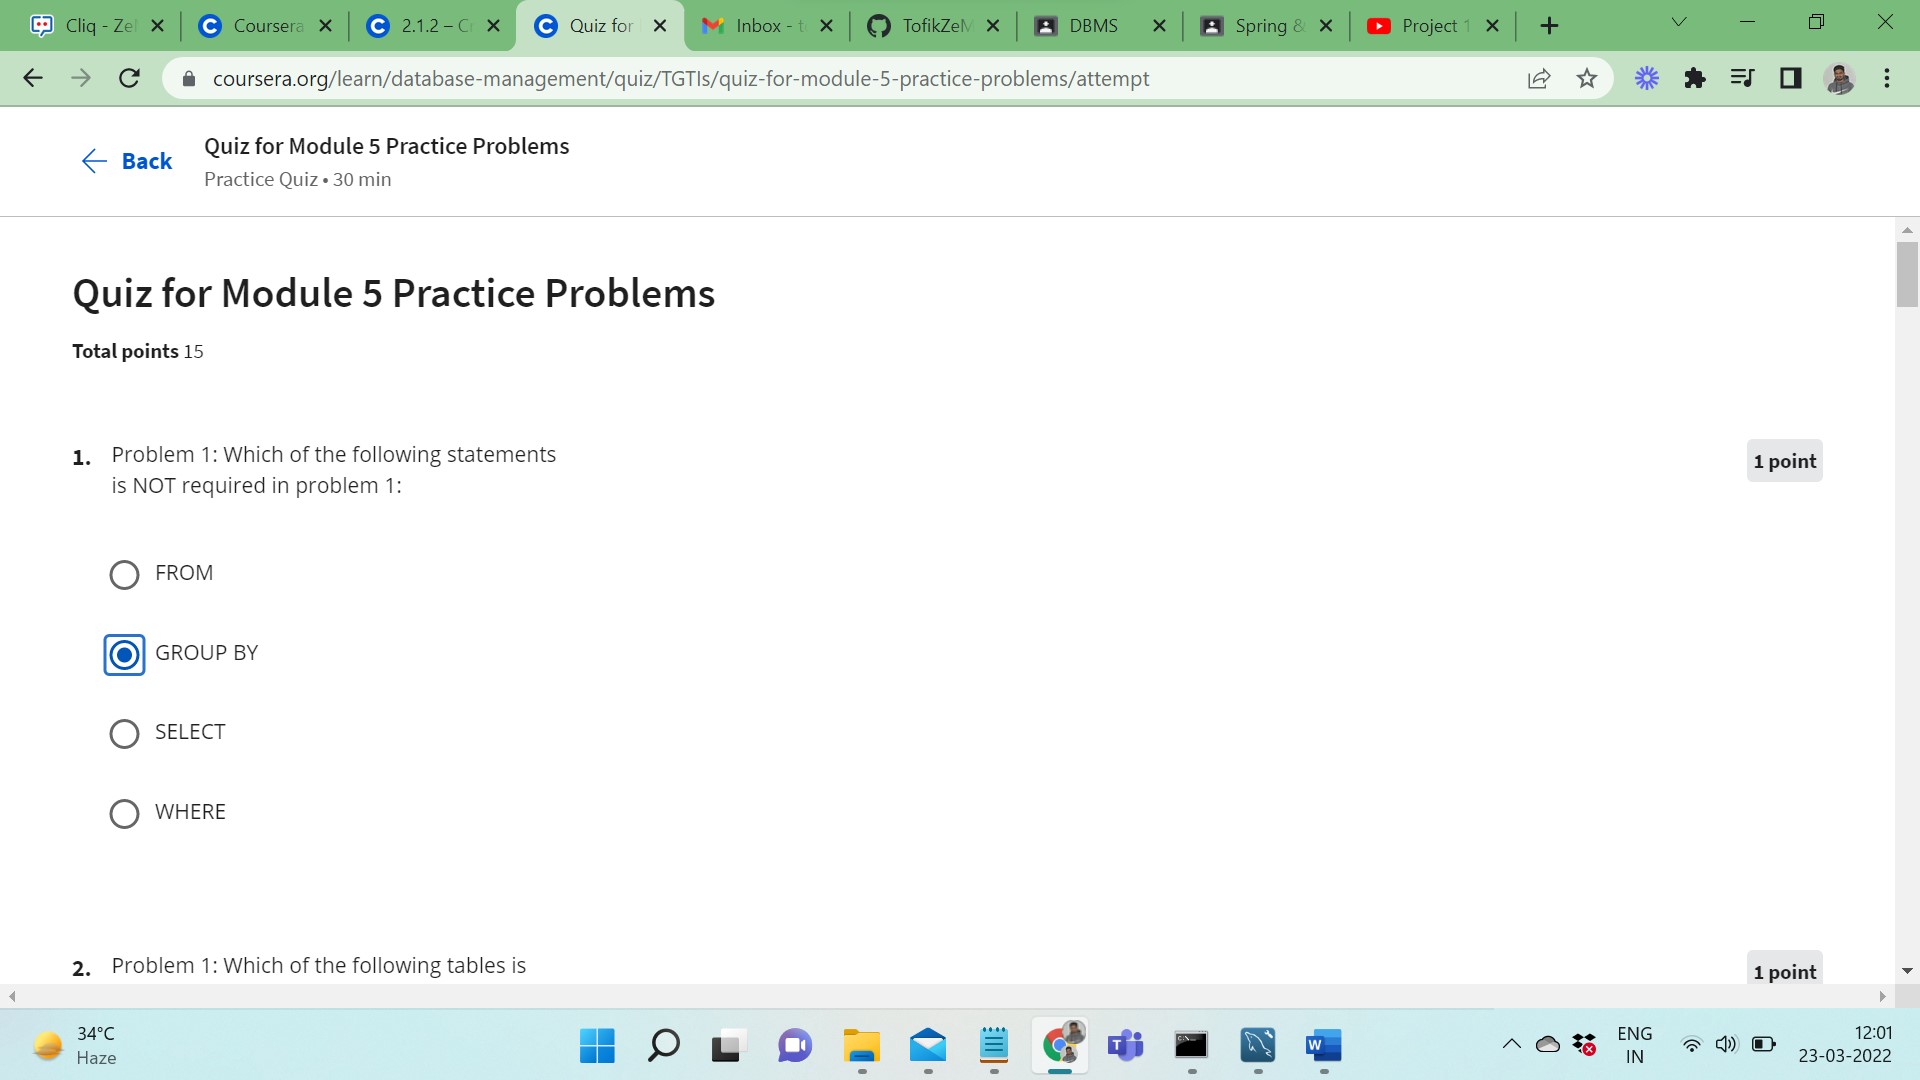 Cliq - Ze
Coursera
2.1.2 – C
Quiz for
Inbox - t
TofikZeM
DBMS
Spring &
Project 1
coursera.org/learn/database-management/quiz/TGTIs/quiz-for-module-5-practice-problems/attempt
Back
Quiz for Module 5 Practice Problems
Practice Quiz • 30 min
Quiz for Module 5 Practice Problems
Total points 15
1. Problem 1: Which of the following statements
is NOT required in problem 1:
1 point
FROM
GROUP BY
SELECT
WHERE
2. Problem 1: Which of the following tables is
1 point
34°C
Haze
ENG
IN
12:01
23-03-2022